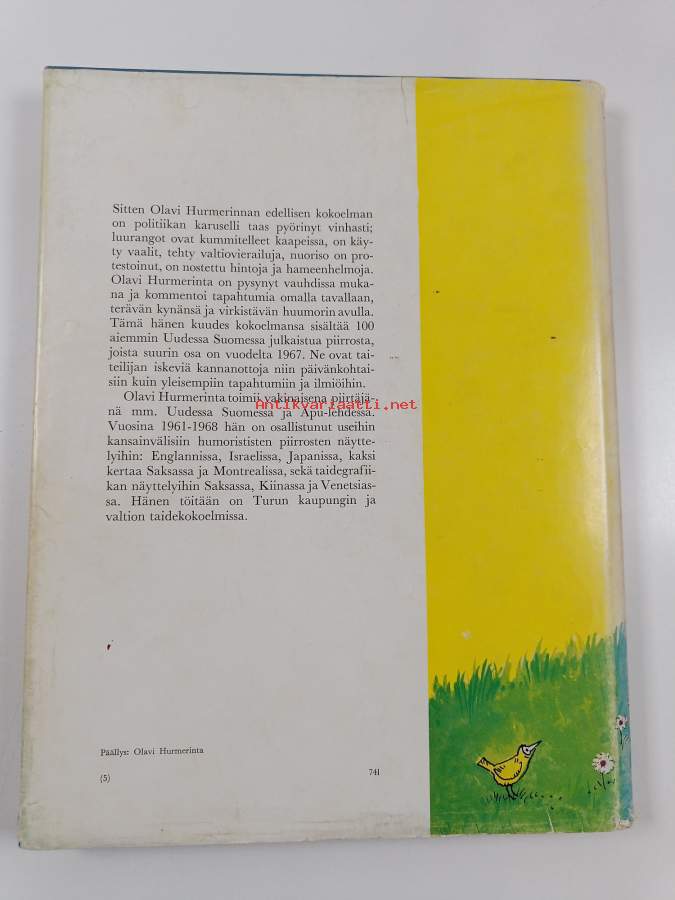 Sitten Olavi Hurmerinnan edellisen kokoelman
on politiikan karuselli taas pyörinyt vinhasti;
luurangot ovat kummitelleet kaapeissa, on käy-
ty vaalit, tehty valtiovierailuja, nuoriso on pro-
testoinut, on nostettu hintoja ja hameenhelmoja.
Olavi Hurmerinta on pysynyt vauhdissa muka-
na ja kommentoi tapahtumia omalla tavallaan,
terävän kynänsä ja virkistävän huumorin avulla.
Tämä hänen kuudes kokoelmansa sisältää 100
aiemmin Uudessa Suomessa julkaistua piirrosta,
joista suurin osa on vuodelta 1967. Ne ovat tai-
teilijan iskeviä kannanottoja niin päivänkohtai-
siin kuin yleisempiin tapahtumiin ja ilmiöihin.
Olavi Hurmerinta toimii vakinaisena piirtäjä-
nä mm. Uudessa Suomessa ja Apu-lehdessä.
Antikvariaatti.net
Vuosina 1961-1968 hän on osallistunut useihin
kansainvälisiin humorististen piirrosten näytte-
lyihin: Englannissa, Israelissa, Japanissa, kaksi
kertaa Saksassa ja Montrealissa, sekä taidegrafii-
kan näyttelyihin Saksassa, Kiinassa ja Venetsias-
sa. Hänen töitään on Turun kaupungin ja
valtion taidekokoelmissa.
Päällys: Olavi Hurmerinta
(5) 741